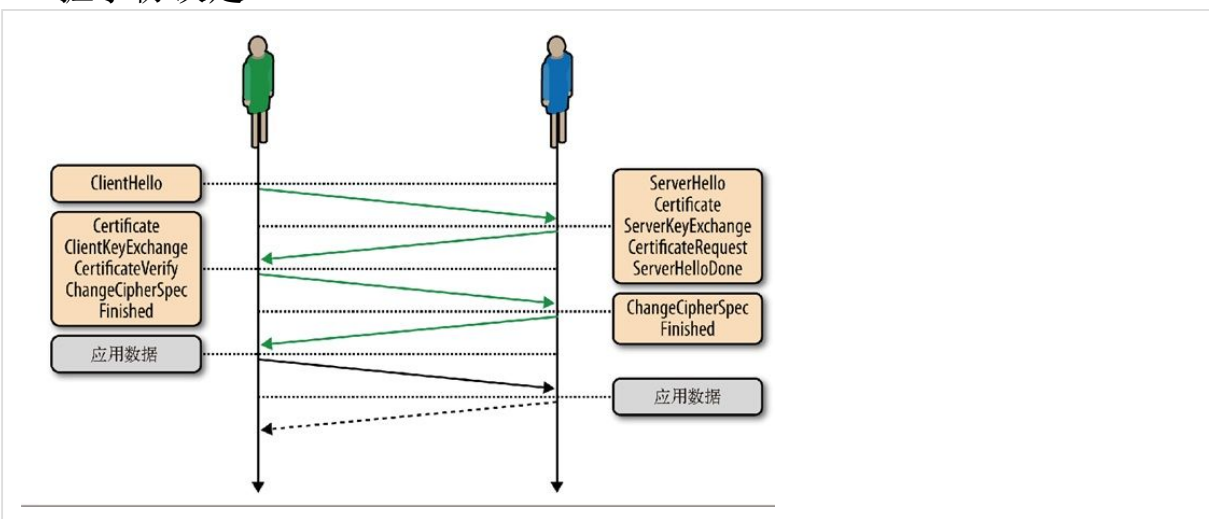 ClientHello
ServerHello
Certificate
ServerKeyExchange
CertificateRequest
ServerHelloDone
Certificate
ClientKeyExchange
CertificateVerify
ChangeCipherSpec
Finished
ChangeCipherSpec
Finished
应用数据
应用数据